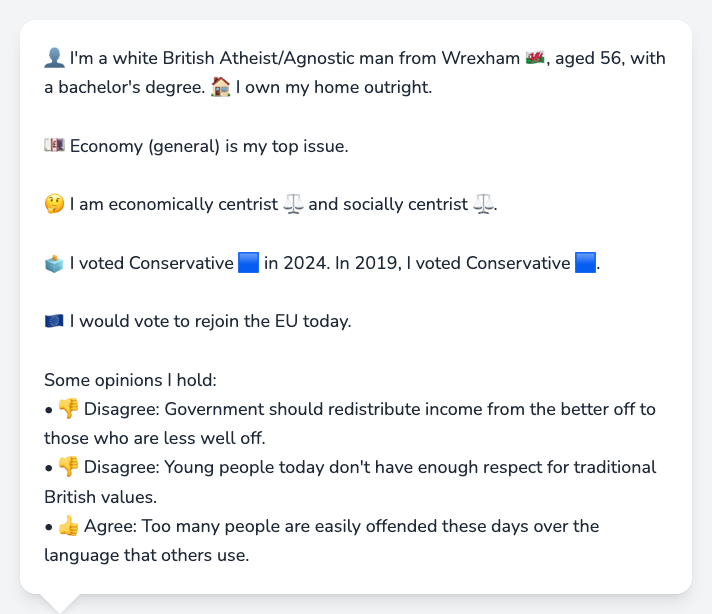 👤 I'm a white British Atheist/Agnostic man from Wrexham 🏴󠁧󠁢󠁷󠁬󠁳󠁿, aged 56, with
a bachelor's degree. 🏠 I own my home outright.
💷 Economy (general) is my top issue.
🤔 I am economically centrist ⚖️ and socially centrist ⚖️.
🗳️ I voted Conservative 🟦 in 2024. In 2019, I voted Conservative 🟦.
🇪🇺 I would vote to rejoin the EU today.
Some opinions I hold:
• 👎 Disagree: Government should redistribute income from the better off to
those who are less well off.
• 👎 Disagree: Young people today don't have enough respect for traditional
British values.
• 👍 Agree: Too many people are easily offended these days over the
language that others use.